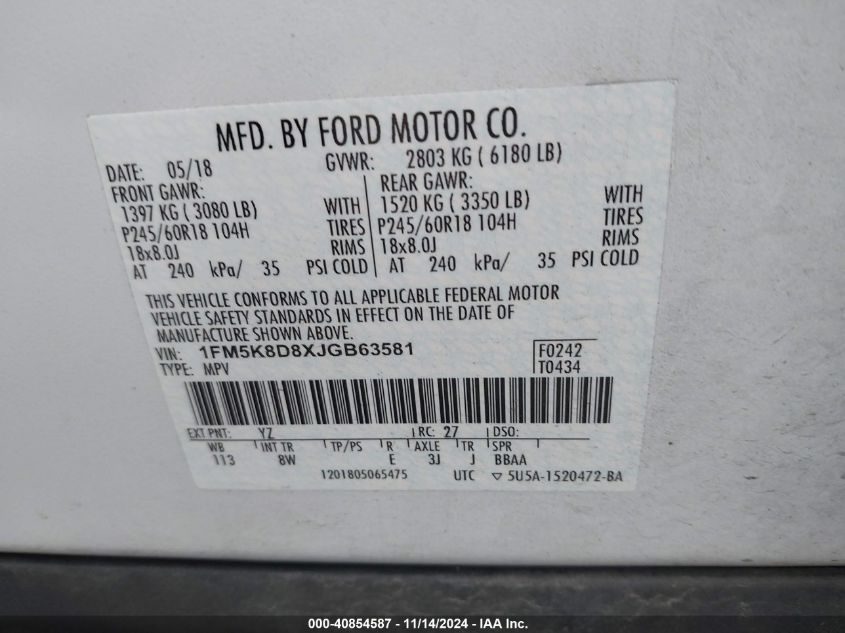 MFD. BY FORD MOTOR CO.
DATE: 05/18 GVWR: 2803 KG ( 6180 LB)
FRONT GAWR: REAR GAWR:
1397 KG ( 3080 LB) WITH 1520 KG ( 3350 LB) WITH
P245/60R18 104H TIRES P245/60R18 104H TIRES
18x8.0J RIMS 18x8.0J RIMS
AT 240 kPa/ 35 PSI COLD AT 240 kPa/ 35 PSI COLD
THIS VEHICLE CONFORMS TO ALL APPLICABLE FEDERAL MOTOR
VEHICLE SAFETY STANDARDS IN EFFECT ON THE DATE OF
MANUFACTURE SHOWN ABOVE.
VIN: 1FM5K8D8XJGB63581 F0242
TYPE: MPV T0434
EXT PNT: YZ RC: 27 DSO:
WB INT TR TP/PS R AXLE TR SPR
113 8W E 3J J BBAA
1201805065475 UTC ▽ 5U5A-1520472-BA
000-40854587 - 11/14/2024 - IAA Inc.